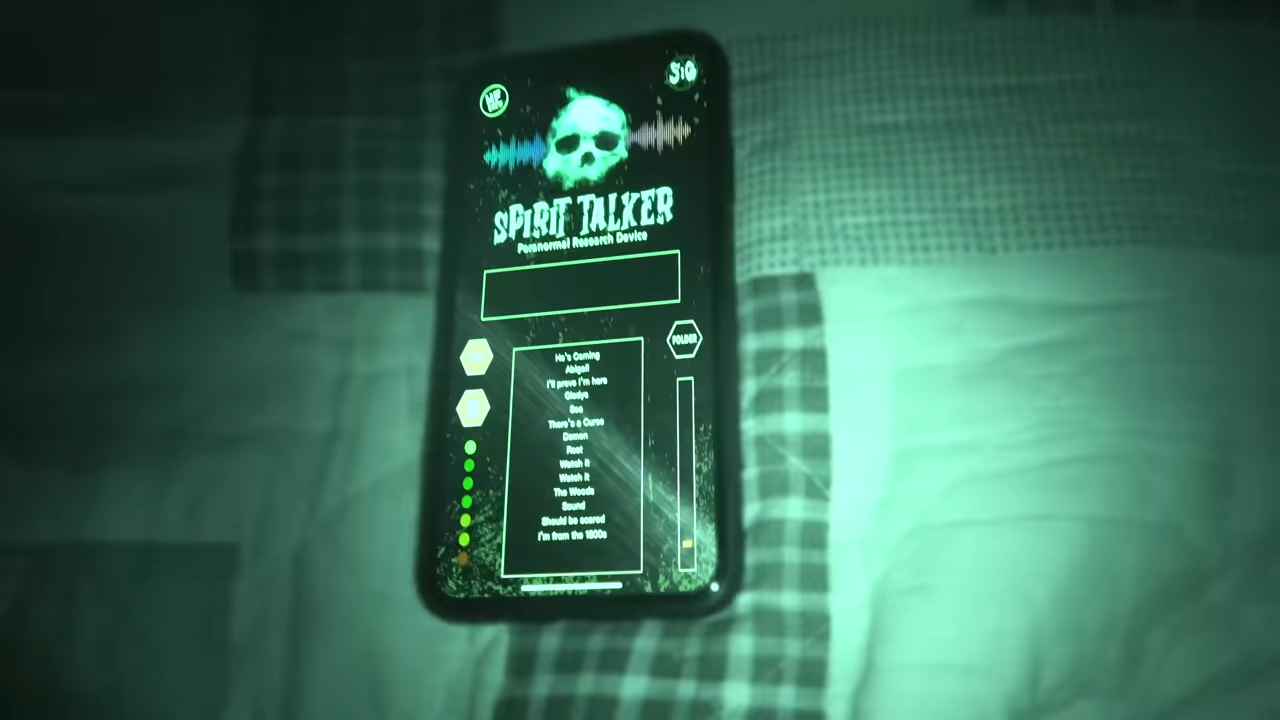 SPIRIT TALKER
Paranormal Research Device
FOLDER
He's Coming
Abigail
I'll prove I'm here
Gladys
See
There's a Curse
Demon
Rest
Watch It
Watch It
The Woods
Sound
Should be scared
I'm from the 1800s